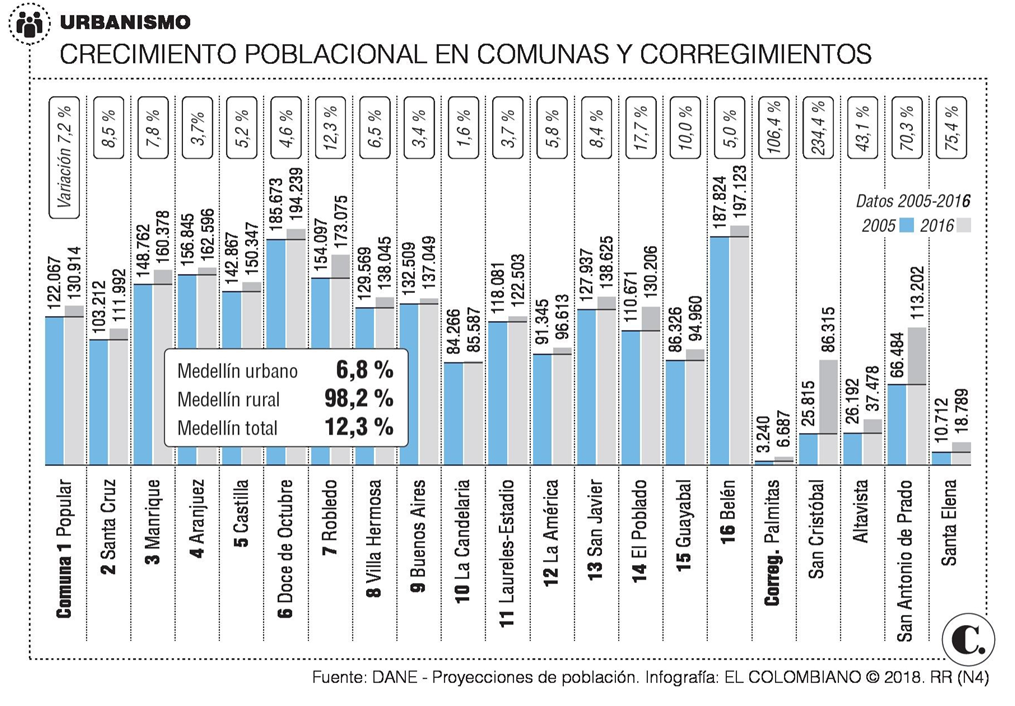 URBANISMO
CRECIMIENTO POBLACIONAL EN COMUNAS Y CORREGIMIENTOS
Variación 7,2 %
8,5 %
7,8 %
3,7%
5,2 %
4,6 %
12,3 %
6,5 %
3,4 %
1,6 %
3,7 %
5,8 %
8,4 %
17,7 %
10,0 %
5,0 %
106,4 %
234,4 %
43,1 %
70,3 %
75,4 %
Datos 2005-2016
2005 2016
122.067 130.914
103.212 111.992
148.762 160.378
156.845 162.596
142.867 150.347
185.673 194.239
154.097 173.075
129.569 138.045
132.509 137.049
84.266 85.587
118.081 122.503
91.345 96.613
127.937 138.625
110.671 130.206
86.326 94.960
187.824 197.123
3.240 6.687
25.815 86.315
26.192 37.478
66.484 113.202
10.712 18.789
Medellín urbano 6,8 %
Medellín rural 98,2 %
Medellín total 12,3 %
Comuna 1 Popular
2 Santa Cruz
3 Manrique
4 Aranjuez
5 Castilla
6 Doce de Octubre
7 Robledo
8 Villa Hermosa
9 Buenos Aires
10 La Candelaria
11 Laureles-Estadio
12 La América
13 San Javier
14 El Poblado
15 Guayabal
16 Belén
Correg. Palmitas
San Cristóbal
Altavista
San Antonio de Prado
Santa Elena
C.
Fuente: DANE - Proyecciones de población. Infografía: EL COLOMBIANO © 2018. RR (N4)